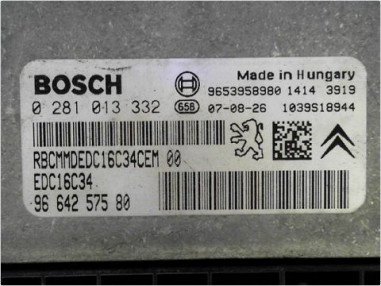 BOSCH
Made in Hungary
9653958980 1414 3919
0 281 013 332 658 07-08-26 1039S18944
RBCMMDEDC16C34CEM 00
EDC16C34
96 642 575 80